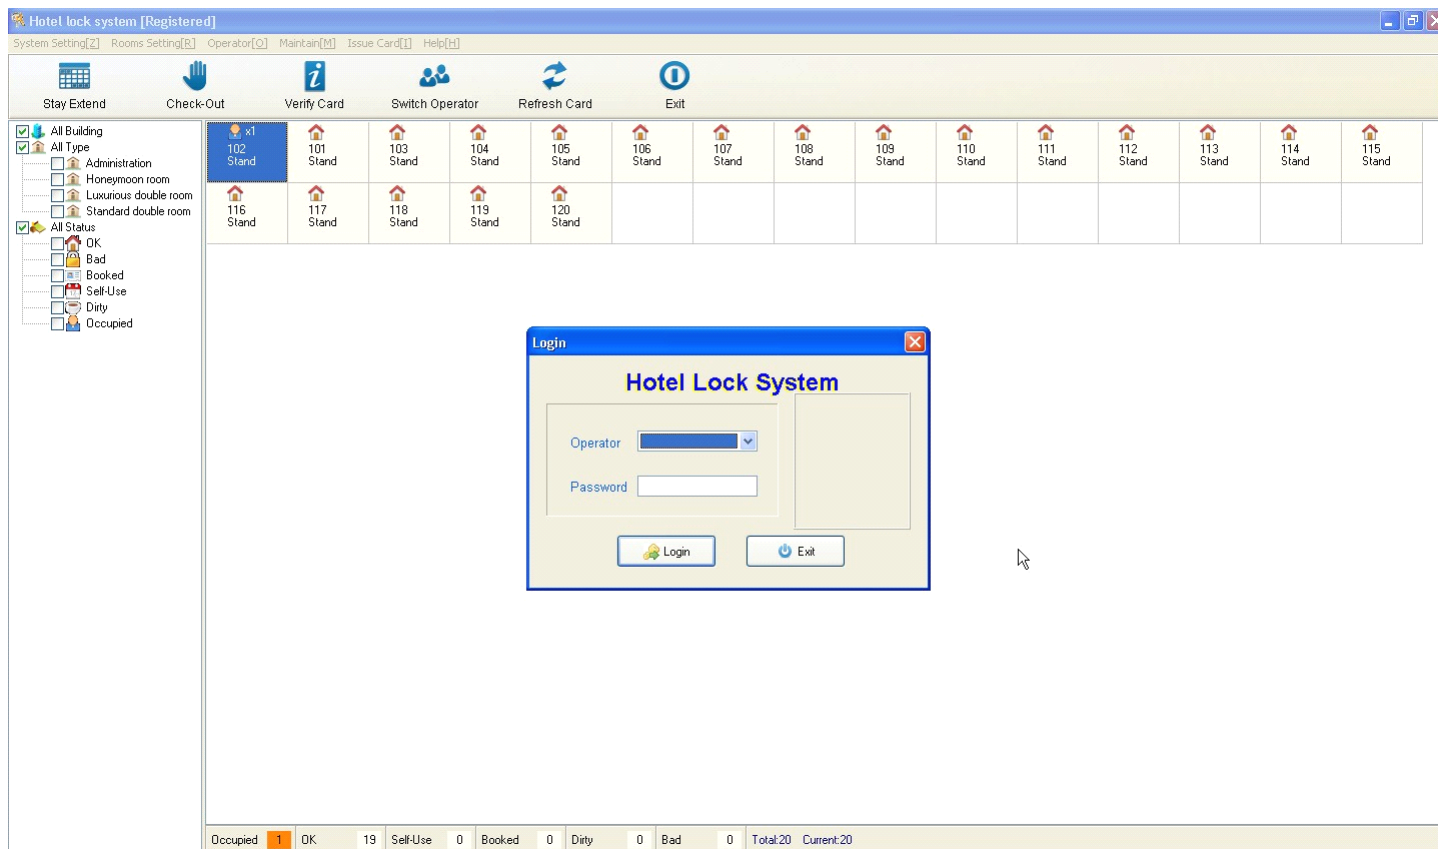 Hotel lock system [Registered]
System Setting[Z] Rooms Setting[R] Operator[O] Maintain[M] Issue Card[I] Help[H]
Stay Extend Check-Out Verify Card Switch Operator Refresh Card Exit
All Building
All Type
Administration
Honeymoon room
Luxurious double room
Standard double room
All Status
OK
Bad
Booked
Self-Use
Dirty
Occupied
x1
102 101 103 104 105 106 107 108 109 110 111 112 113 114 115
Stand Stand Stand Stand Stand Stand Stand Stand Stand Stand Stand Stand Stand Stand Stand
116 117 118 119 120
Stand Stand Stand Stand Stand
Login
Hotel Lock System
Operator
Password
Login Exit
Occupied 1 OK 19 Self-Use 0 Booked 0 Dirty 0 Bad 0 Total:20 Current:20